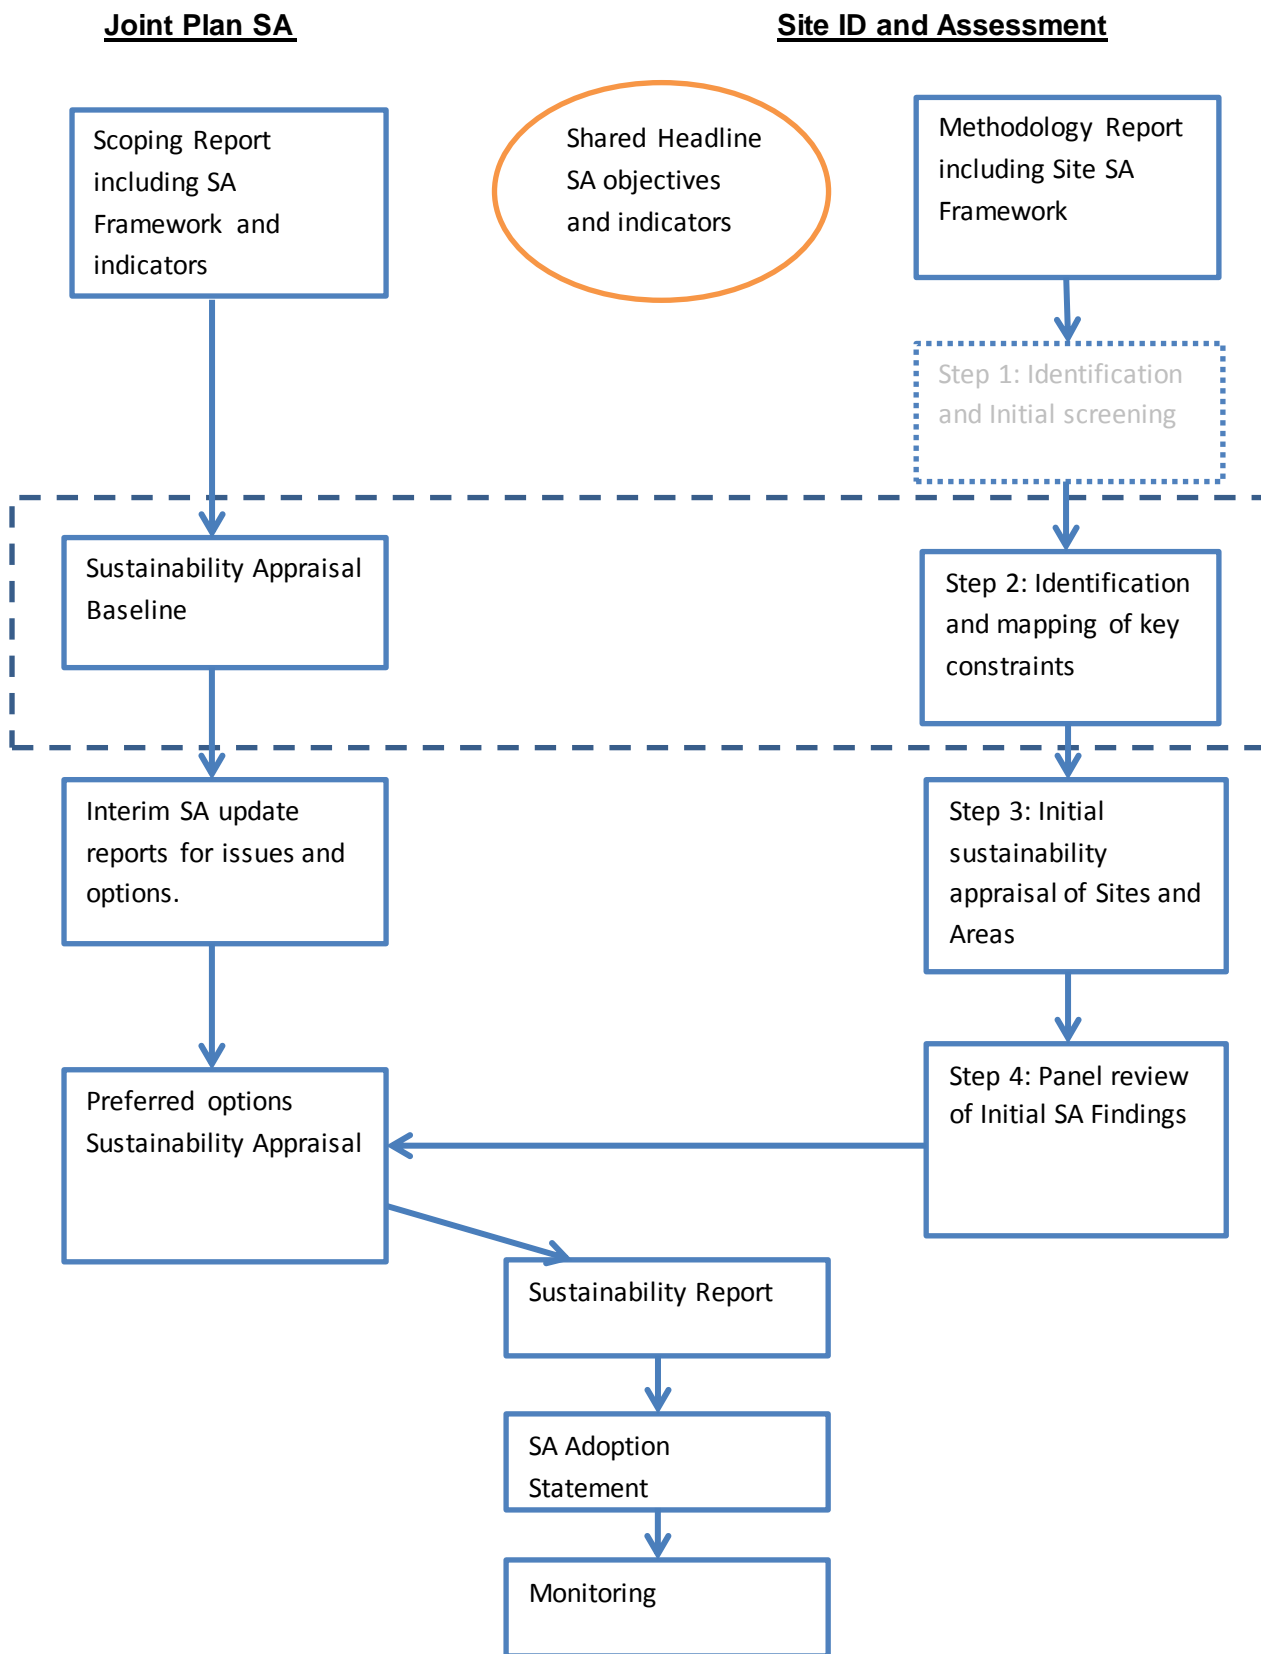 Joint Plan SA
Site ID and Assessment
Scoping Report
including SA
Framework and
indicators
Shared Headline
SA objectives
and indicators
Methodology Report
including Site SA
Framework
Step 1: Identification
and Initial screening
Sustainability Appraisal
Baseline
Step 2: Identification
and mapping of key
constraints
Interim SA update
reports for issues and
options.
Step 3: Initial
sustainability
appraisal of Sites and
Areas
Preferred options
Sustainability Appraisal
Step 4: Panel review
of Initial SA Findings
Sustainability Report
SA Adoption
Statement
Monitoring